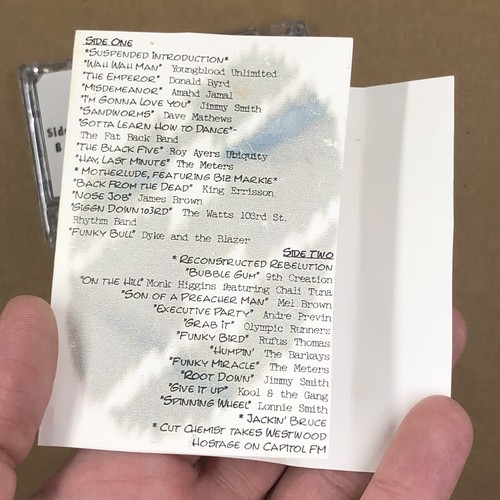 SIDE ONE
*SUSPENDED INTRODUCTION*
"WAH WAH MAN" Youngblood Unlimited
"THE EMPEROR" Donald Byrd
"MISDEMEANOR" Amahd Jamal
"I'M GONNA LOVE YOU" Jimmy Smith
"SANDWORMS" Dave Mathews
"GOTTA LEARN HOW TO DANCE"-
The Fat Back Band
"THE BLACK FIVE" Roy Ayers Ubiquity
"HAY, LAST MINUTE" The Meters
* MOTHERLUDE, FEATURING BIZ MARKIE*
"BACK FROM THE DEAD" King Errisson
"NOSE JOB" James Brown
"GIGGN DOWN 103RD" The Watts 103rd St.
Rhythm Band
"FUNKY BULL" Dyke and the Blazer
SIDE TWO
* RECONSTRUCTED REBELUTION
"BUBBLE GUM" 9th Creation
"ON THE HILL" Monk Higgins featuring Chali Tuna
"SON OF A PREACHER MAN" Mel Brown
"EXECUTIVE PARTY" Andre Previn
"GRAB IT" Olympic Runners
"FUNKY BIRD" Rufus Thomas
"HUMPIN' The Barkays
"FUNKY MIRACLE" The Meters
"ROOT DOWN" Jimmy Smith
"GIVE IT UP" Kool & the Gang
"SPINNING WHEEL" Lonnie Smith
* JACKIN' BRUCE
* CUT CHEMIST TAKES WESTWOOD
HOSTAGE ON CAPITOL FM